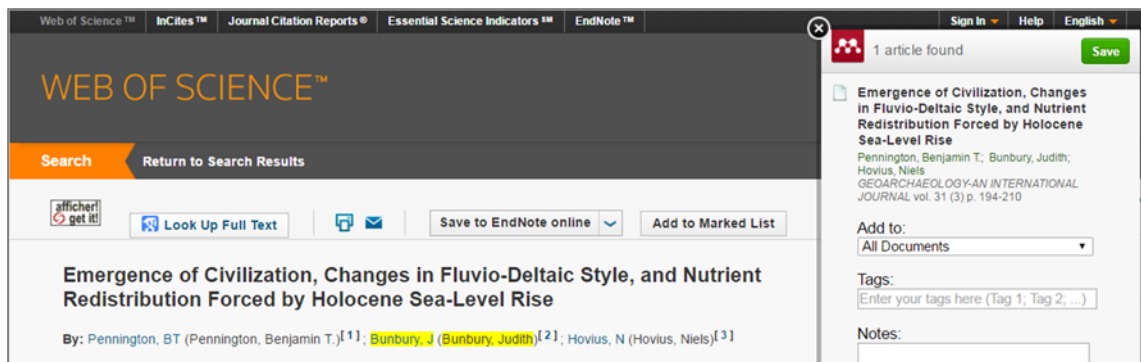 Web of Science ™ InCites ™ Journal Citation Reports ® Essential Science Indicators ℠ EndNote ™ Sign In Help English
WEB OF SCIENCE™
Search Return to Search Results
afficher!
get it!
Look Up Full Text Save to EndNote online Add to Marked List
Emergence of Civilization, Changes in Fluvio-Deltaic Style, and Nutrient
Redistribution Forced by Holocene Sea-Level Rise
By: Pennington, BT (Pennington, Benjamin T.)[1]; Bunbury, J (Bunbury, Judith)[2]; Hovius, N (Hovius, Niels)[3]
1 article found Save
Emergence of Civilization, Changes
in Fluvio-Deltaic Style, and Nutrient
Redistribution Forced by Holocene
Sea-Level Rise
Pennington, Benjamin T.; Bunbury, Judith;
Hovius, Niels
GEOARCHAEOLOGY-AN INTERNATIONAL
JOURNAL vol. 31 (3) p. 194-210
Add to:
All Documents
Tags:
Enter your tags here (Tag 1; Tag 2; ...)
Notes: